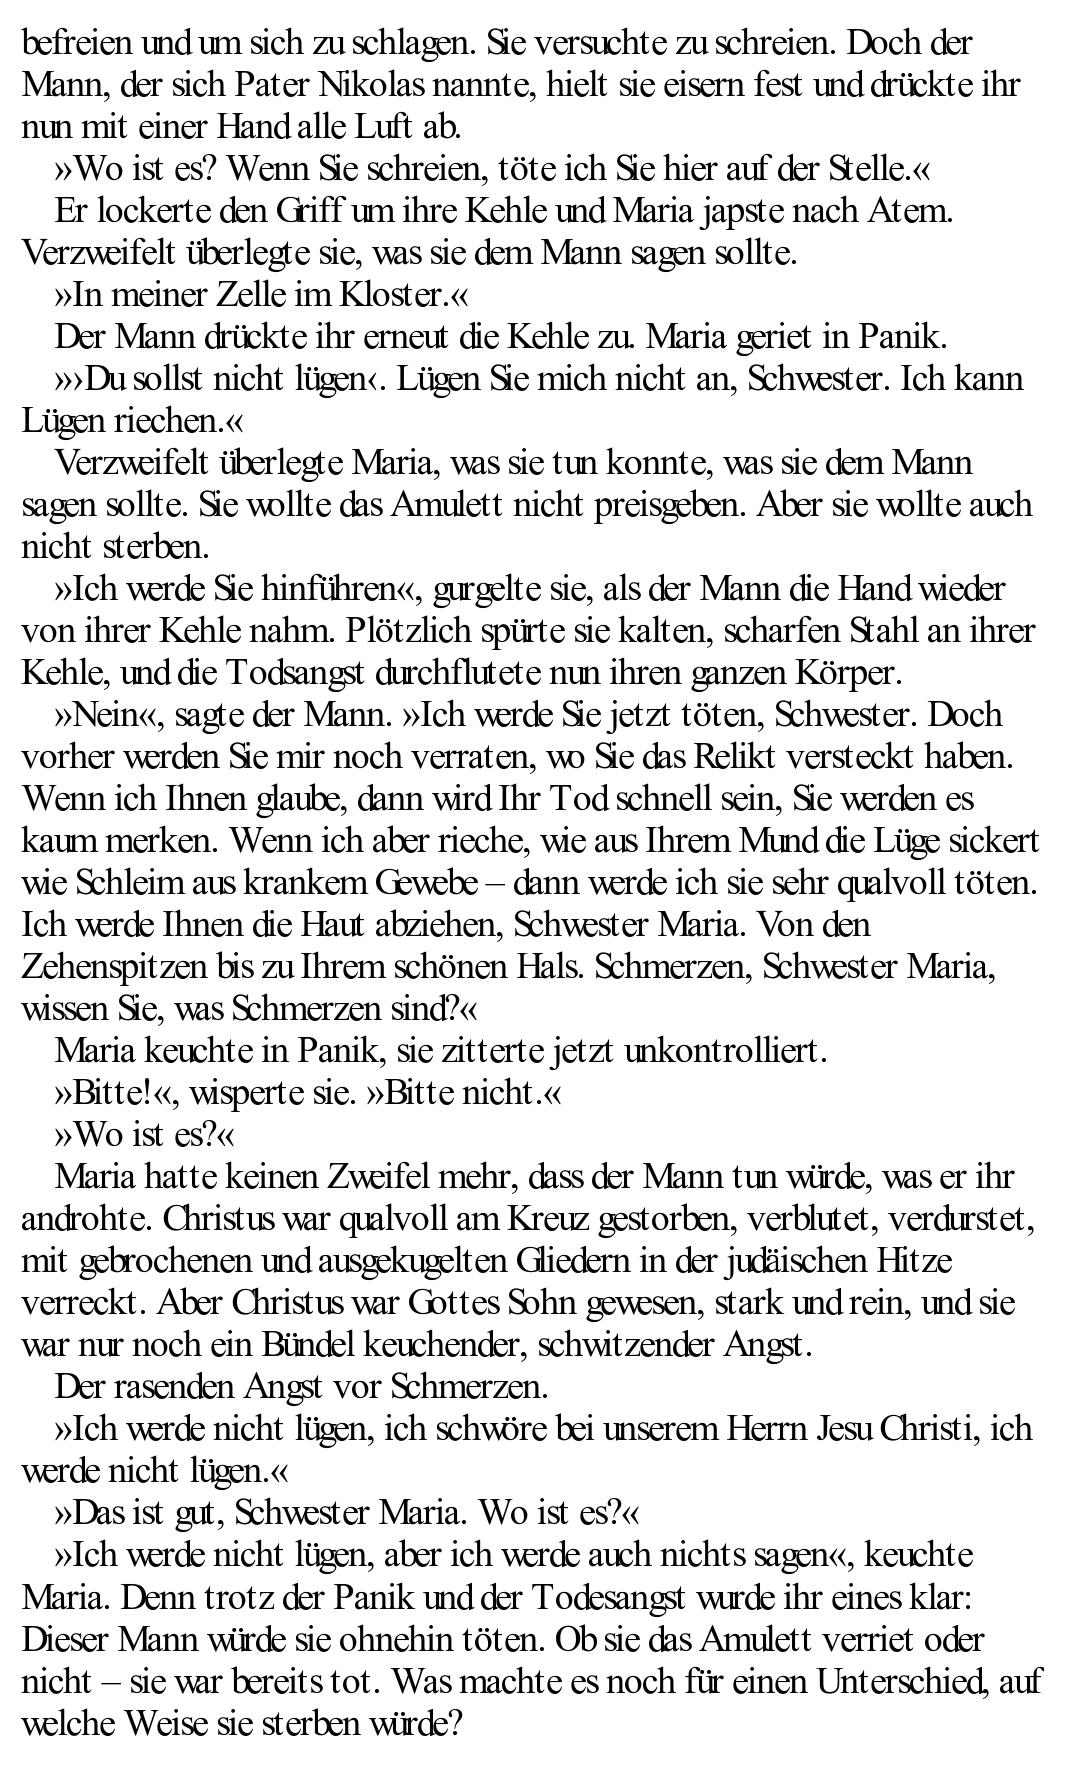 befreien und um sich zu schlagen. Sie versuchte zu schreien. Doch der
Mann, der sich Pater Nikolas nannte, hielt sie eisern fest und drückte ihr
nun mit einer Hand alle Luft ab.
»Wo ist es? Wenn Sie schreien, töte ich Sie hier auf der Stelle.«
Er lockerte den Griff um ihre Kehle und Maria japste nach Atem.
Verzweifelt überlegte sie, was sie dem Mann sagen sollte.
»In meiner Zelle im Kloster.«
Der Mann drückte ihr erneut die Kehle zu. Maria geriet in Panik.
»›Du sollst nicht lügen‹. Lügen Sie mich nicht an, Schwester. Ich kann
Lügen riechen.«
Verzweifelt überlegte Maria, was sie tun konnte, was sie dem Mann
sagen sollte. Sie wollte das Amulett nicht preisgeben. Aber sie wollte auch
nicht sterben.
»Ich werde Sie hinführen«, gurgelte sie, als der Mann die Hand wieder
von ihrer Kehle nahm. Plötzlich spürte sie kalten, scharfen Stahl an ihrer
Kehle, und die Todsangst durchflutete nun ihren ganzen Körper.
»Nein«, sagte der Mann. »Ich werde Sie jetzt töten, Schwester. Doch
vorher werden Sie mir noch verraten, wo Sie das Relikt versteckt haben.
Wenn ich Ihnen glaube, dann wird Ihr Tod schnell sein, Sie werden es
kaum merken. Wenn ich aber rieche, wie aus Ihrem Mund die Lüge sickert
wie Schleim aus krankem Gewebe – dann werde ich sie sehr qualvoll töten.
Ich werde Ihnen die Haut abziehen, Schwester Maria. Von den
Zehenspitzen bis zu Ihrem schönen Hals. Schmerzen, Schwester Maria,
wissen Sie, was Schmerzen sind?«
Maria keuchte in Panik, sie zitterte jetzt unkontrolliert.
»Bitte!«, wisperte sie. »Bitte nicht.«
»Wo ist es?«
Maria hatte keinen Zweifel mehr, dass der Mann tun würde, was er ihr
androhte. Christus war qualvoll am Kreuz gestorben, verblutet, verdurstet,
mit gebrochenen und ausgekugelten Gliedern in der judäischen Hitze
verreckt. Aber Christus war Gottes Sohn gewesen, stark und rein, und sie
war nur noch ein Bündel keuchender, schwitzender Angst.
Der rasenden Angst vor Schmerzen.
»Ich werde nicht lügen, ich schwöre bei unserem Herrn Jesu Christi, ich
werde nicht lügen.«
»Das ist gut, Schwester Maria. Wo ist es?«
»Ich werde nicht lügen, aber ich werde auch nichts sagen«, keuchte
Maria. Denn trotz der Panik und der Todesangst wurde ihr eines klar:
Dieser Mann würde sie ohnehin töten. Ob sie das Amulett verriet oder
nicht – sie war bereits tot. Was machte es noch für einen Unterschied, auf
welche Weise sie sterben würde?